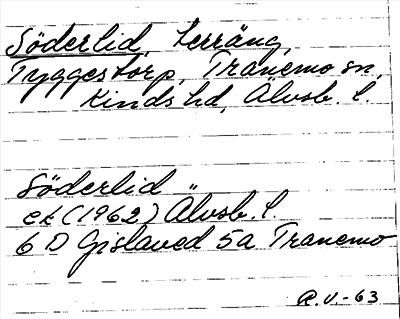 Söderlid, terräng,
Tyggestorp, Tranemo sn,
Kinds hd, Älvsb. l.
Söderlid
ek (1962) Älvsb. l.
6 D Gislaved 5a Tranemo
R.V.-63